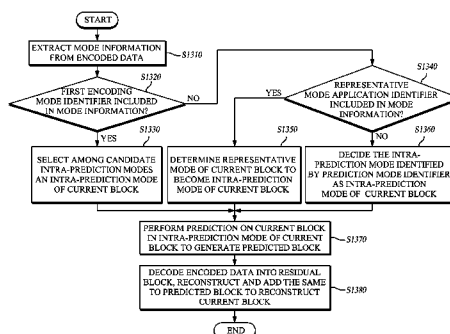 START
EXTRACT MODE INFORMATION
FROM ENCODED DATA
S1310
FIRST ENCODING
MODE IDENTIFIER INCLUDED
IN MODE INFORMATION?
S1320
NO
YES
REPRESENTATIVE
MODE APPLICATION IDENTIFIER
INCLUDED IN MODE
INFORMATION?
S1340
YES
NO
SELECT AMONG CANDIDATE
INTRA-PREDICTION MODES
AN INTRA-PREDICTION MODE
OF CURRENT BLOCK
S1330
DETERMINE REPRESENTATIVE
MODE OF CURRENT BLOCK TO
BECOME INTRA-PREDICTION
MODE OF CURRENT BLOCK
S1350
DECIDE THE INTRA-
PREDICTION MODE IDENTIFIED
BY PREDICTION MODE IDENTIFIER
AS INTRA-PREDICTION
MODE OF CURRENT BLOCK
S1360
PERFORM PREDICTION ON CURRENT BLOCK
IN INTRA-PREDICTION MODE OF CURRENT
BLOCK TO GENERATE PREDICTED BLOCK
S1370
DECODE ENCODED DATA INTO RESIDUAL
BLOCK, RECONSTRUCT AND ADD THE SAME
TO PREDICTED BLOCK TO RECONSTRUCT
CURRENT BLOCK
S1380
END